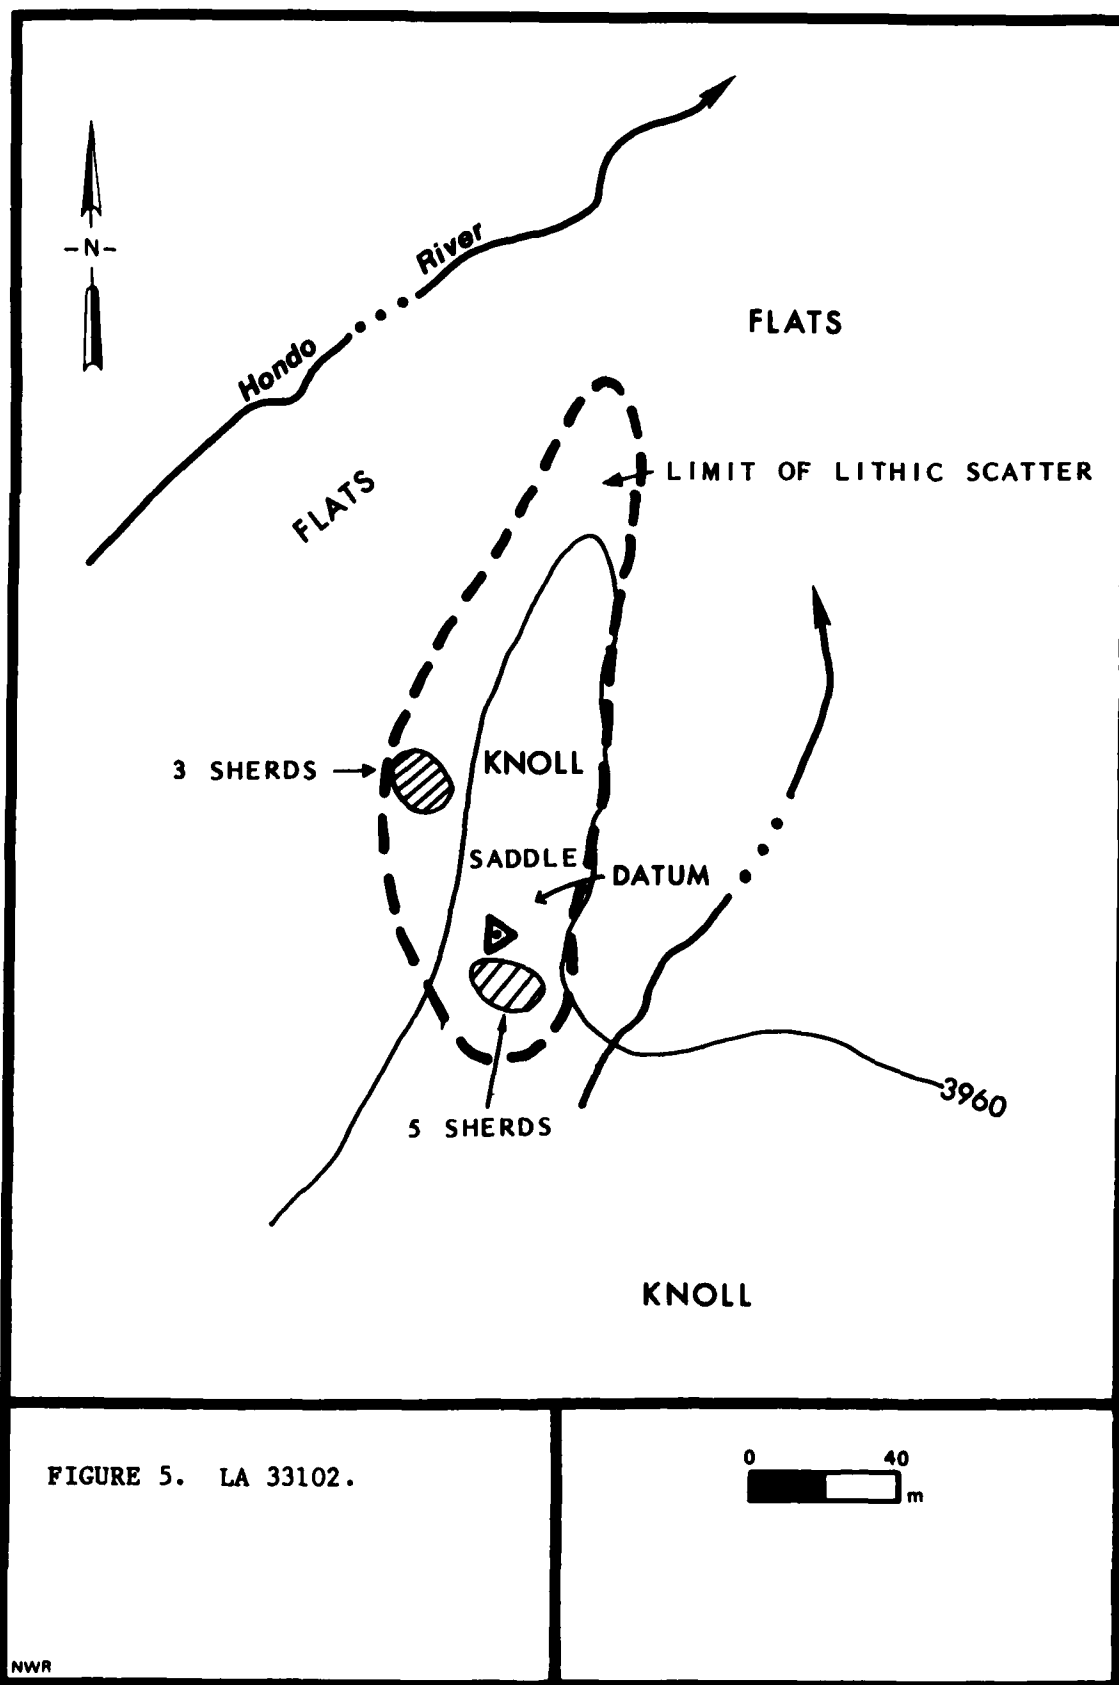 -N-
Hondo River
FLATS
FLATS
LIMIT OF LITHIC SCATTER
3 SHERDS
KNOLL
SADDLE
DATUM
5 SHERDS
3960
KNOLL
FIGURE 5. LA 33102.
0 40
m
NWR